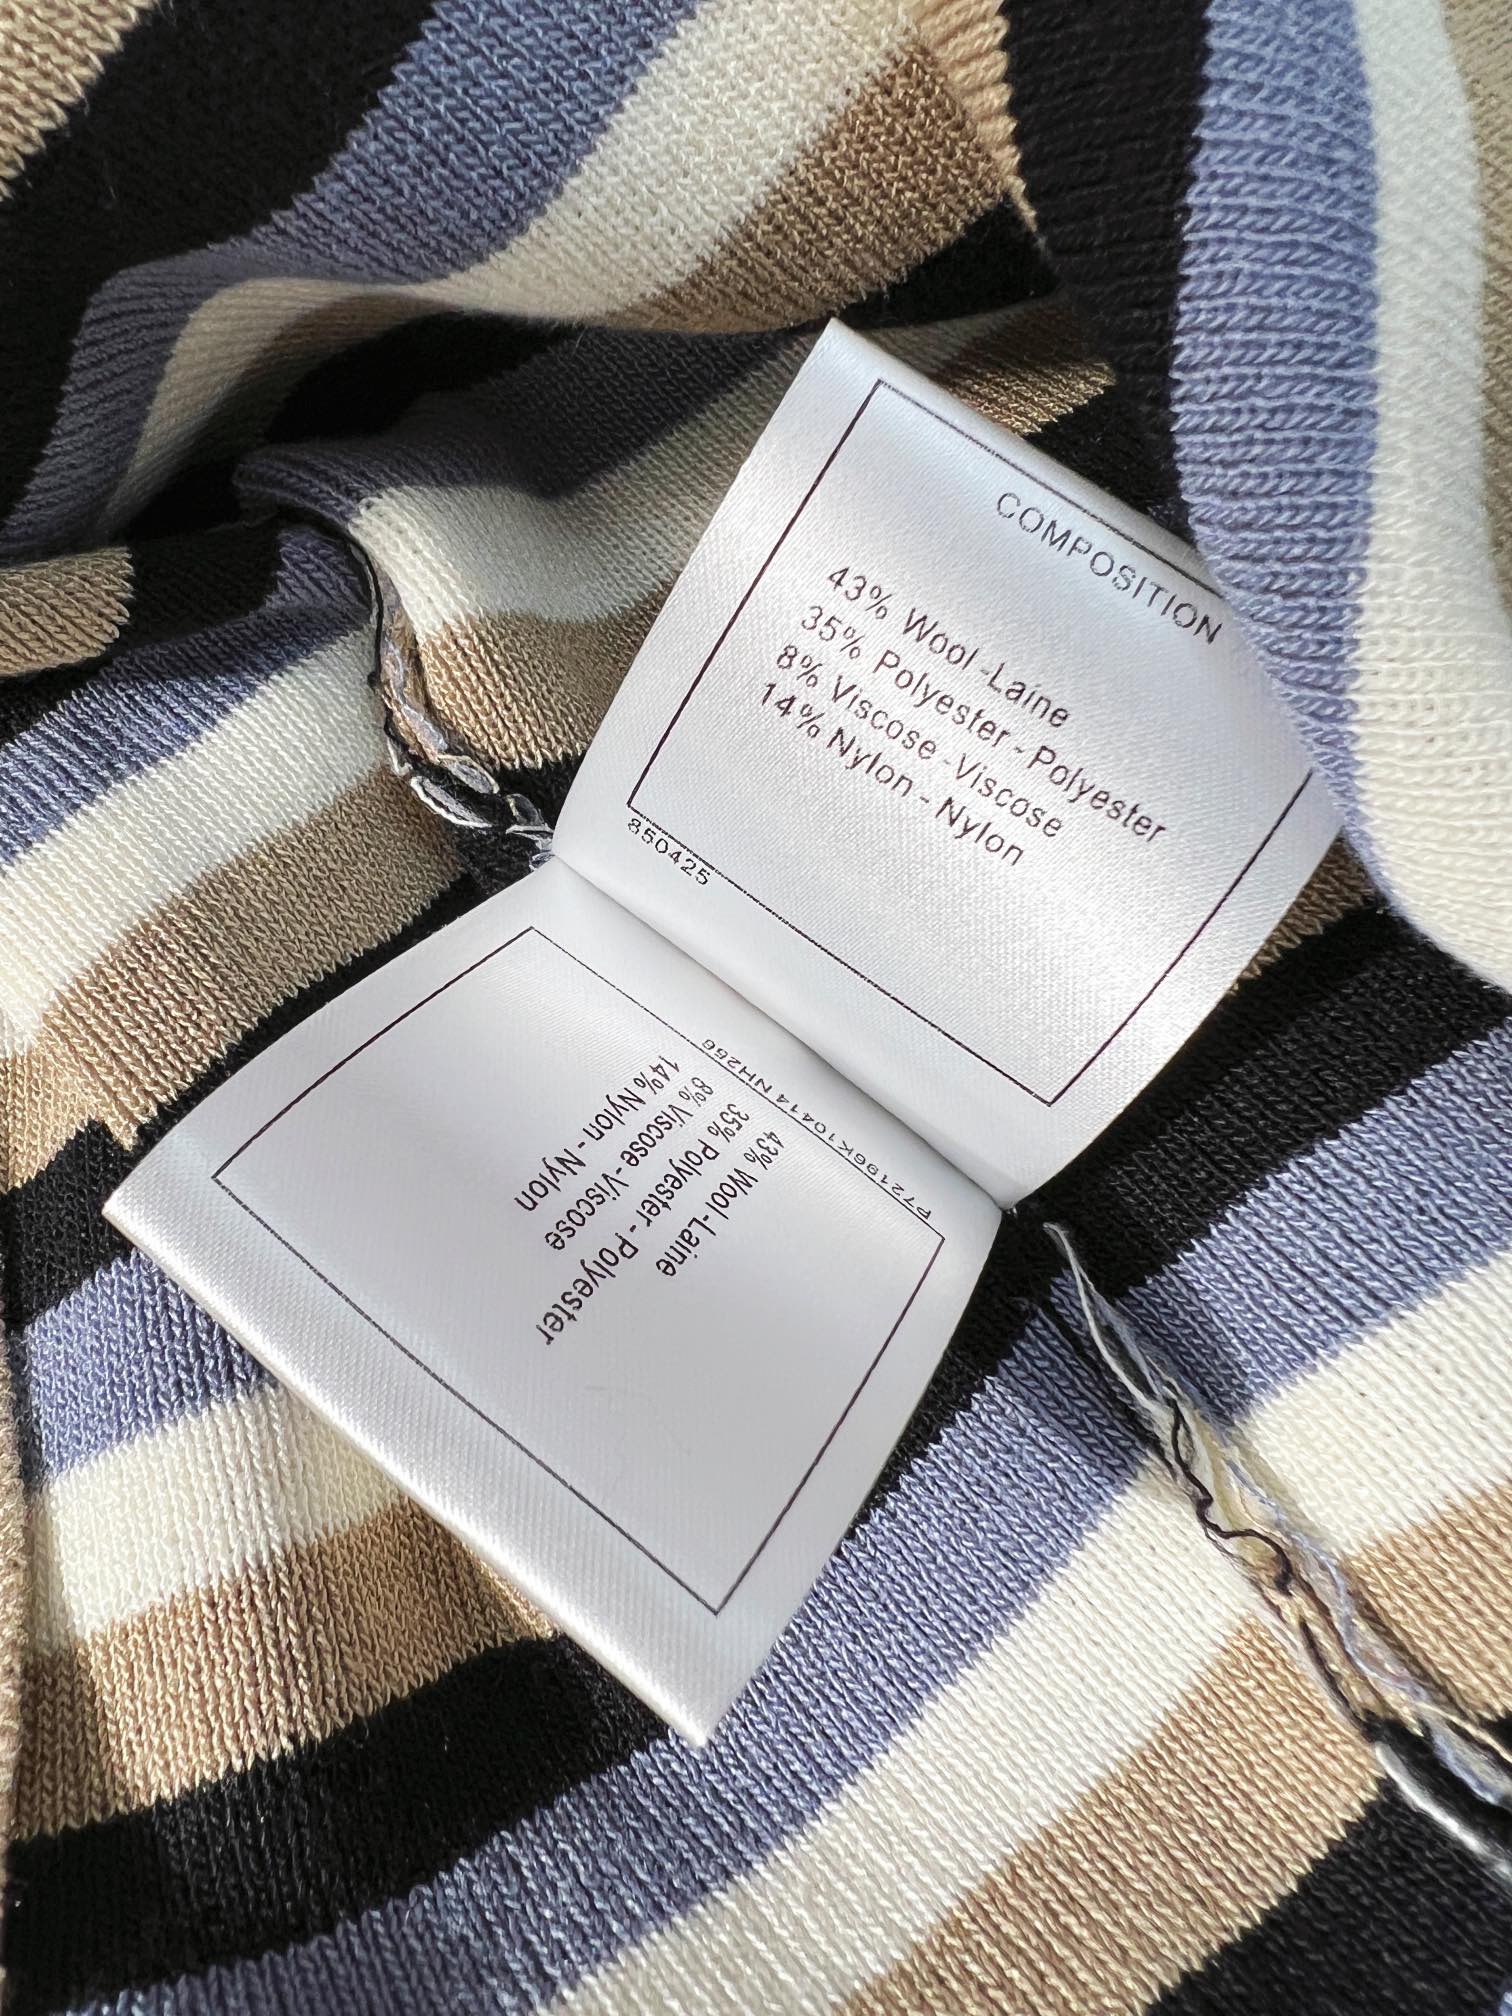 COMPOSITION
43% Wool -Laine
35% Polyester - Polyester
8% Viscose -Viscose
14% Nylon - Nylon
850425
P72196K10414 NH266
43% Wool -Laine
35% Polyester - Polyester
8% Viscose -Viscose
14% Nylon - Nylon